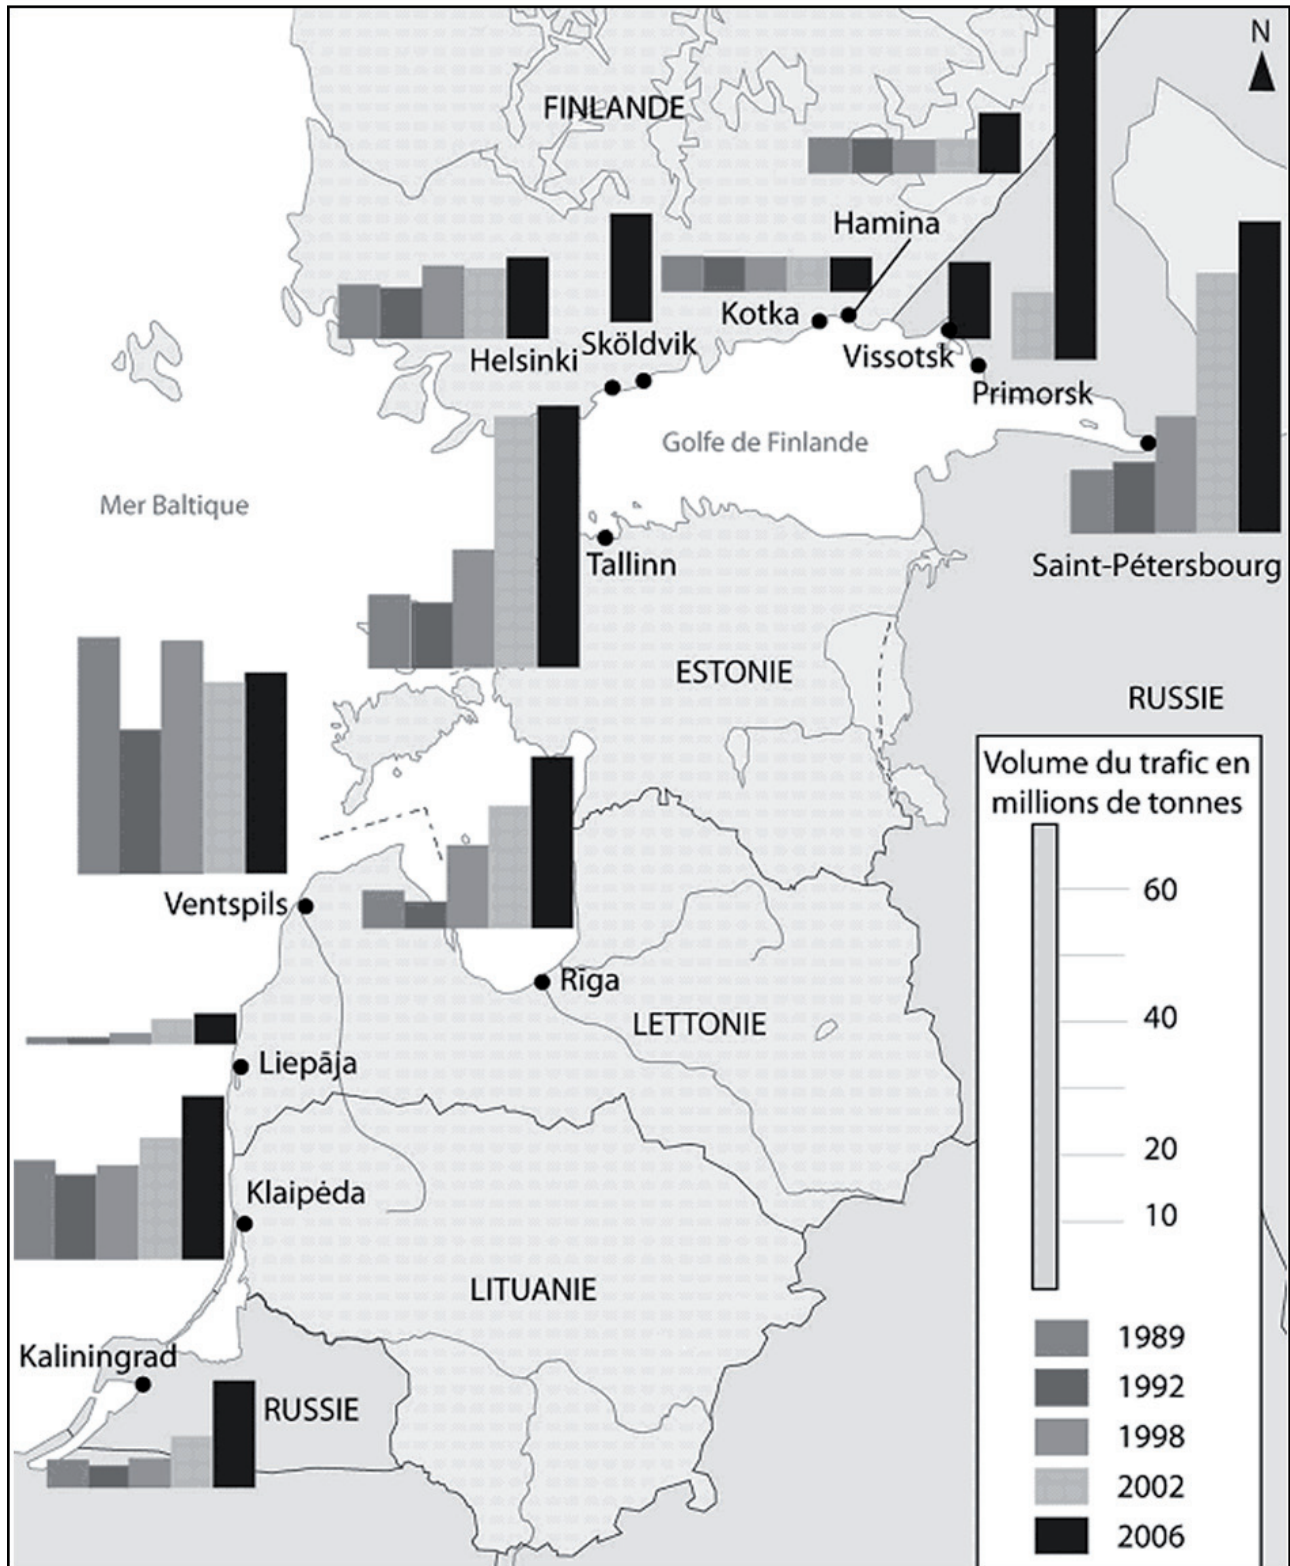 N
FINLANDE
Hamina
Kotka
Helsinki
Sköldvik
Vissotsk
Primorsk
Golfe de Finlande
Mer Baltique
Tallinn
Saint-Pétersbourg
ESTONIE
RUSSIE
Volume du trafic en
millions de tonnes
60
40
20
10
Ventspils
Rīga
LETTONIE
Liepāja
Klaipėda
LITUANIE
Kaliningrad
RUSSIE
1989
1992
1998
2002
2006